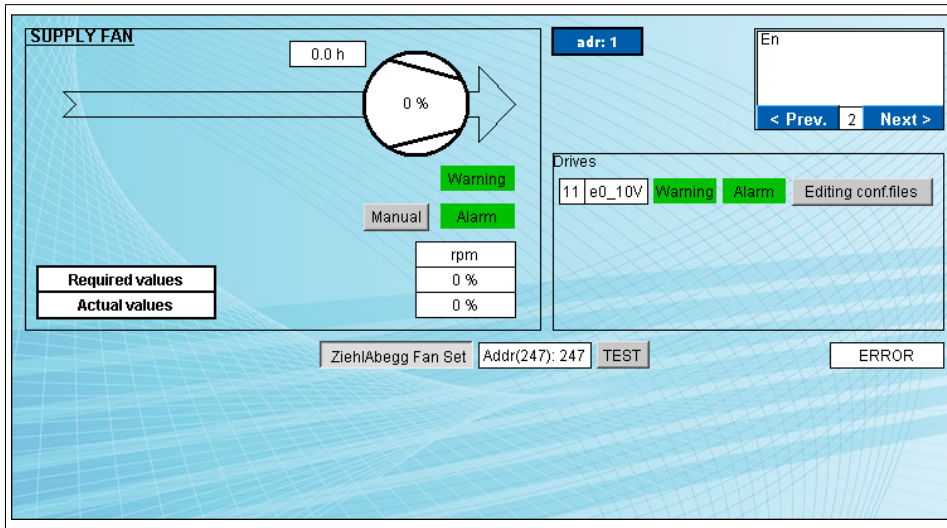 SUPPLY FAN
0.0 h
adr: 1
En
0 %
< Prev. 2 Next >
Drives
Warning
11 e0_10V Warning Alarm Editing conf.files
Manual Alarm
rpm
Required values 0 %
Actual values 0 %
ZiehlAbegg Fan Set Addr(247): 247 TEST ERROR